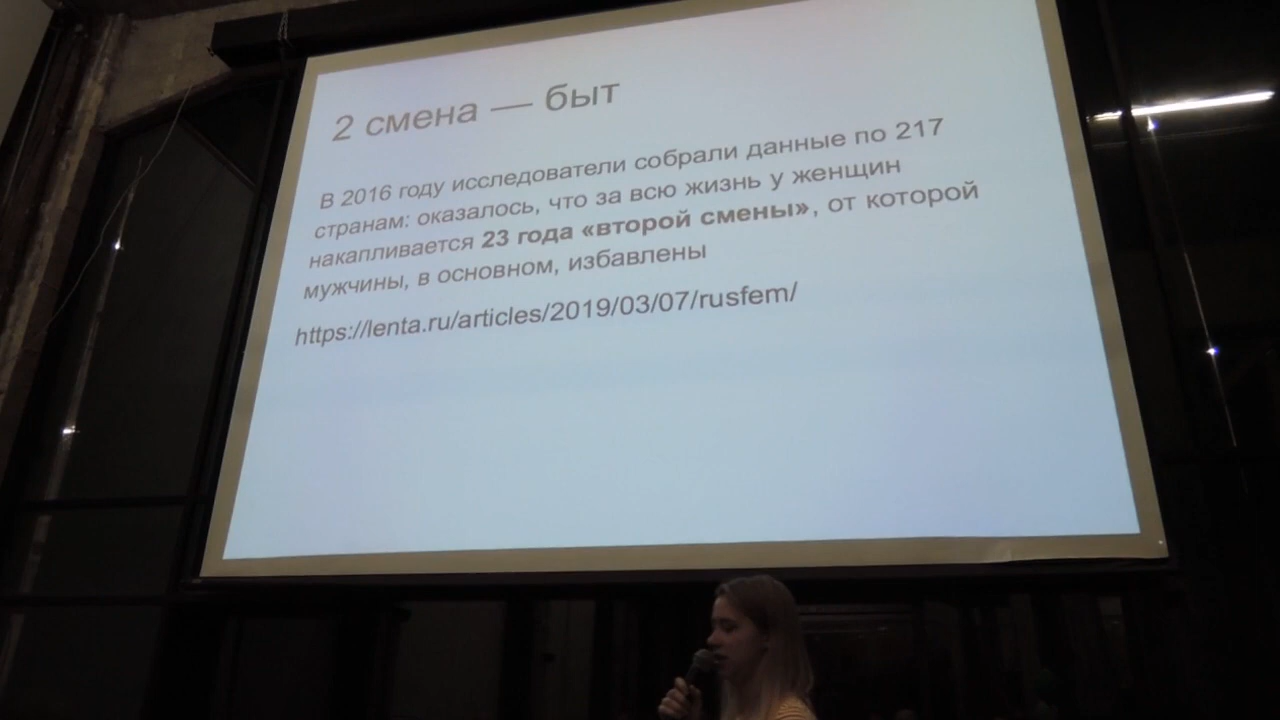 2 смена — быт
В 2016 году исследователи собрали данные по 217
странам: оказалось, что за всю жизнь у женщин
накапливается 23 года «второй смены», от которой
мужчины, в основном, избавлены
https://lenta.ru/articles/2019/03/07/rusfem/